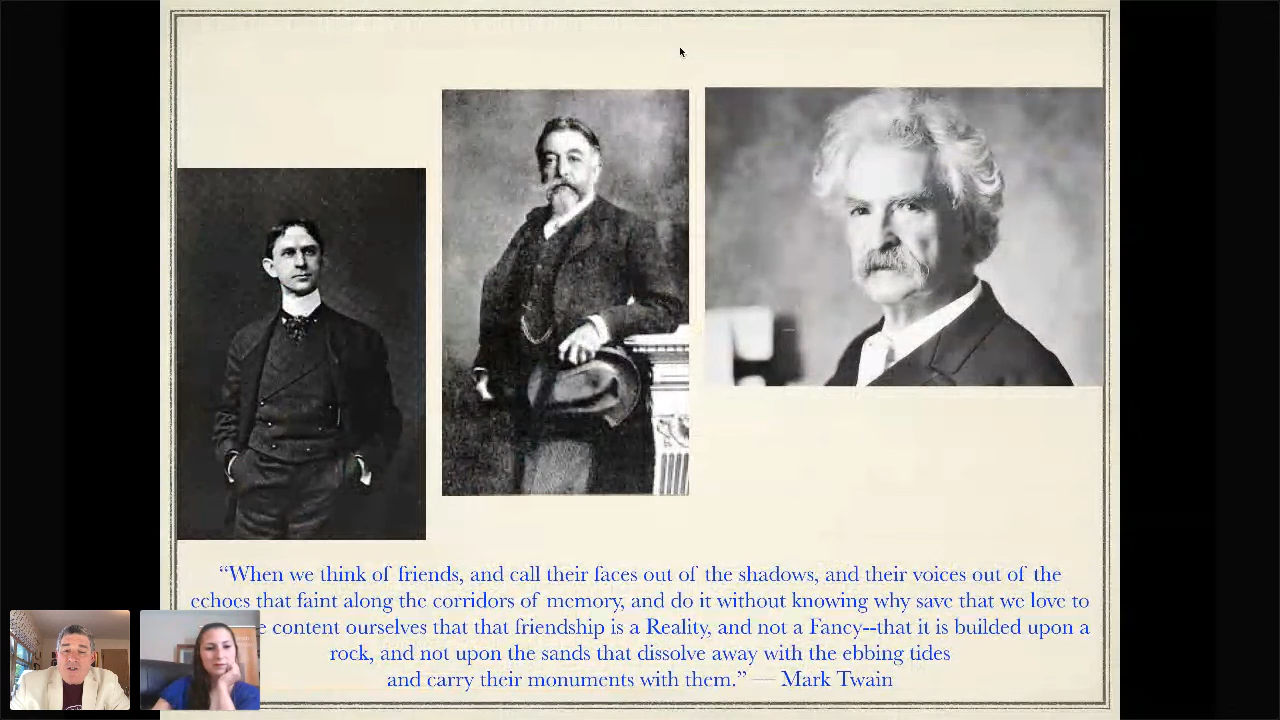 “When we think of friends, and call their faces out of the shadows, and their voices out of the
echoes that faint along the corridors of memory, and do it without knowing why save that we love to
content ourselves that that friendship is a Reality, and not a Fancy--that it is builded upon a
rock, and not upon the sands that dissolve away with the ebbing tides
and carry their monuments with them.” — Mark Twain